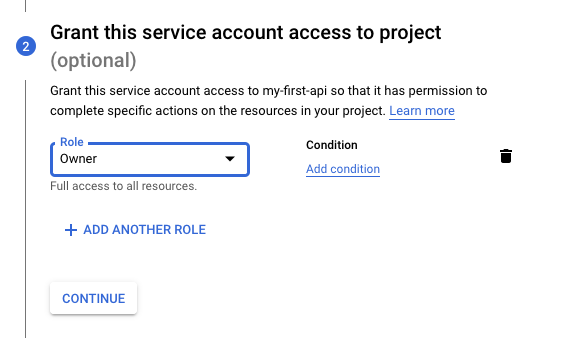 2
Grant this service account access to project
(optional)
Grant this service account access to my-first-api so that it has permission to
complete specific actions on the resources in your project. Learn more
Role
Owner
Full access to all resources.
Condition
Add condition
ADD ANOTHER ROLE
CONTINUE